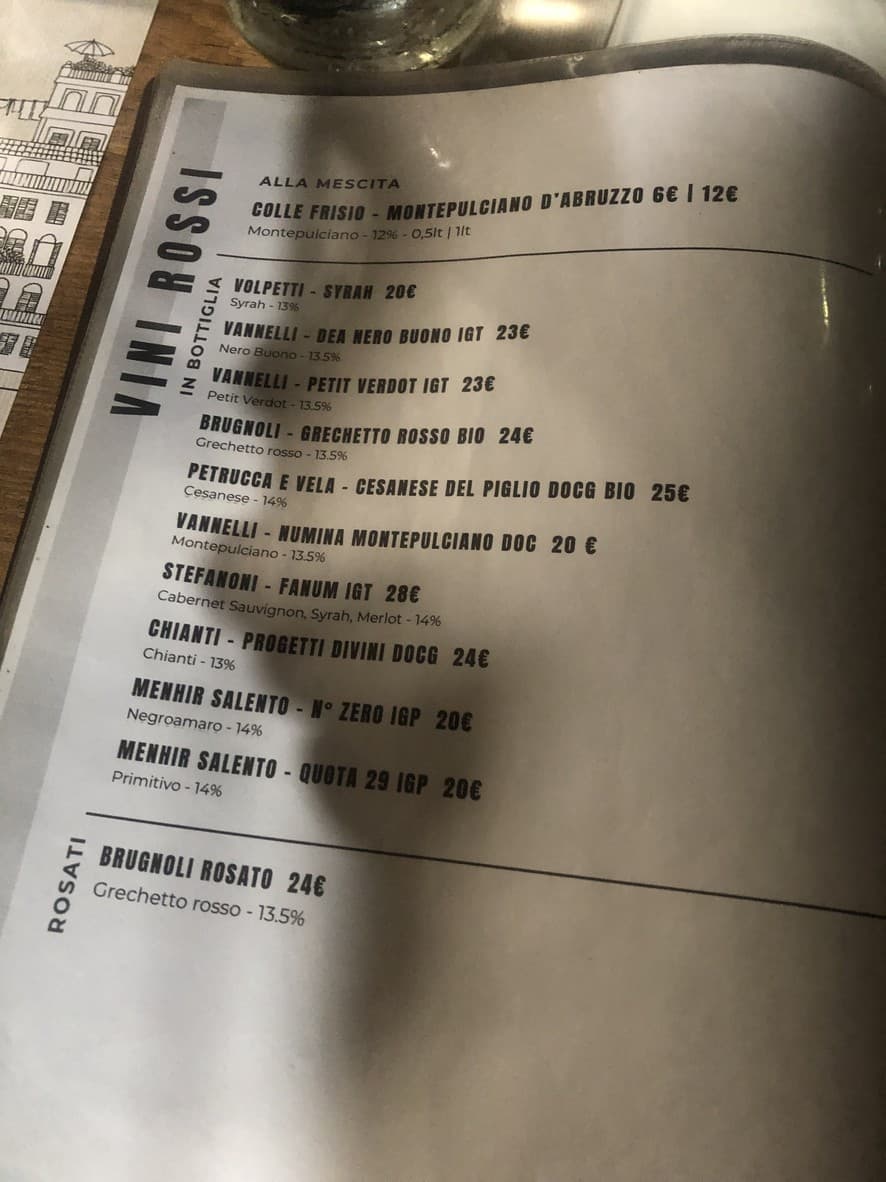 VINI ROSSI
ALLA MESCITA
COLLE FRISIO - MONTEPULCIANO D'ABRUZZO 6€ | 12€
Montepulciano - 12% - 0,5lt | 1lt
IN BOTTIGLIA
VOLPETTI - SYRAH 20€
Syrah - 13%
VANNELLI - DEA NERO BUONO IGT 23€
Nero Buono - 13.5%
VANNELLI - PETIT VERDOT IGT 23€
Petit Verdot - 13.5%
BRUGNOLI - GRECHETTO ROSSO BIO 24€
Grechetto rosso - 13.5%
PETRUCCA E VELA - CESANESE DEL PIGLIO DOCG BIO 25€
Cesanese - 14%
VANNELLI - NUMINA MONTEPULCIANO DOC 20 €
Montepulciano - 13.5%
STEFANONI - FANUM IGT 28€
Cabernet Sauvignon, Syrah, Merlot - 14%
CHIANTI - PROGETTI DIVINI DOCG 24€
Chianti - 13%
MENHIR SALENTO - N° ZERO IGP 20€
Negroamaro - 14%
MENHIR SALENTO - QUOTA 29 IGP 20€
Primitivo - 14%
ROSATI
BRUGNOLI ROSATO 24€
Grechetto rosso - 13.5%